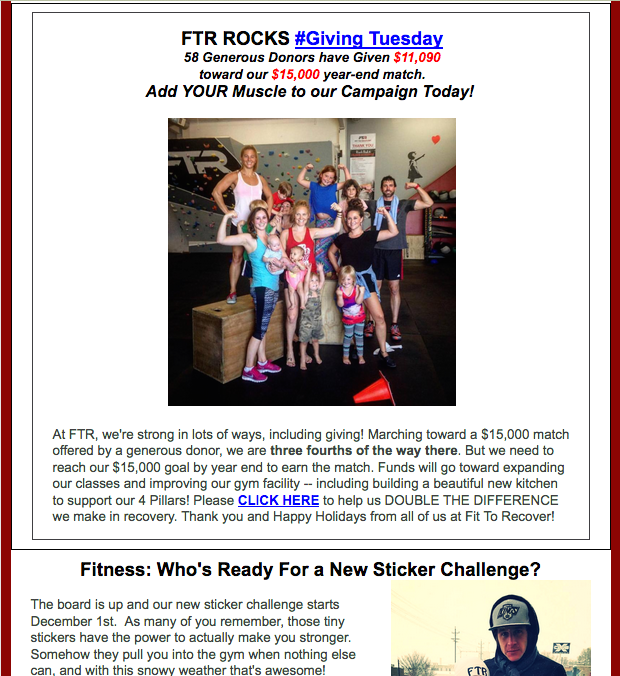 FTR ROCKS #Giving Tuesday
58 Generous Donors have Given $11,090
toward our $15,000 year-end match.
Add YOUR Muscle to our Campaign Today!
FTR
THANK YOU
At FTR, we're strong in lots of ways, including giving! Marching toward a $15,000 match
offered by a generous donor, we are three fourths of the way there. But we need to
reach our $15,000 goal by year end to earn the match. Funds will go toward expanding
our classes and improving our gym facility -- including building a beautiful new kitchen
to support our 4 Pillars! Please CLICK HERE to help us DOUBLE THE DIFFERENCE
we make in recovery. Thank you and Happy Holidays from all of us at Fit To Recover!
Fitness: Who's Ready For a New Sticker Challenge?
The board is up and our new sticker challenge starts
December 1st.  As many of you remember, those tiny
stickers have the power to actually make you stronger.
Somehow they pull you into the gym when nothing else
can, and with this snowy weather that's awesome!
FTR